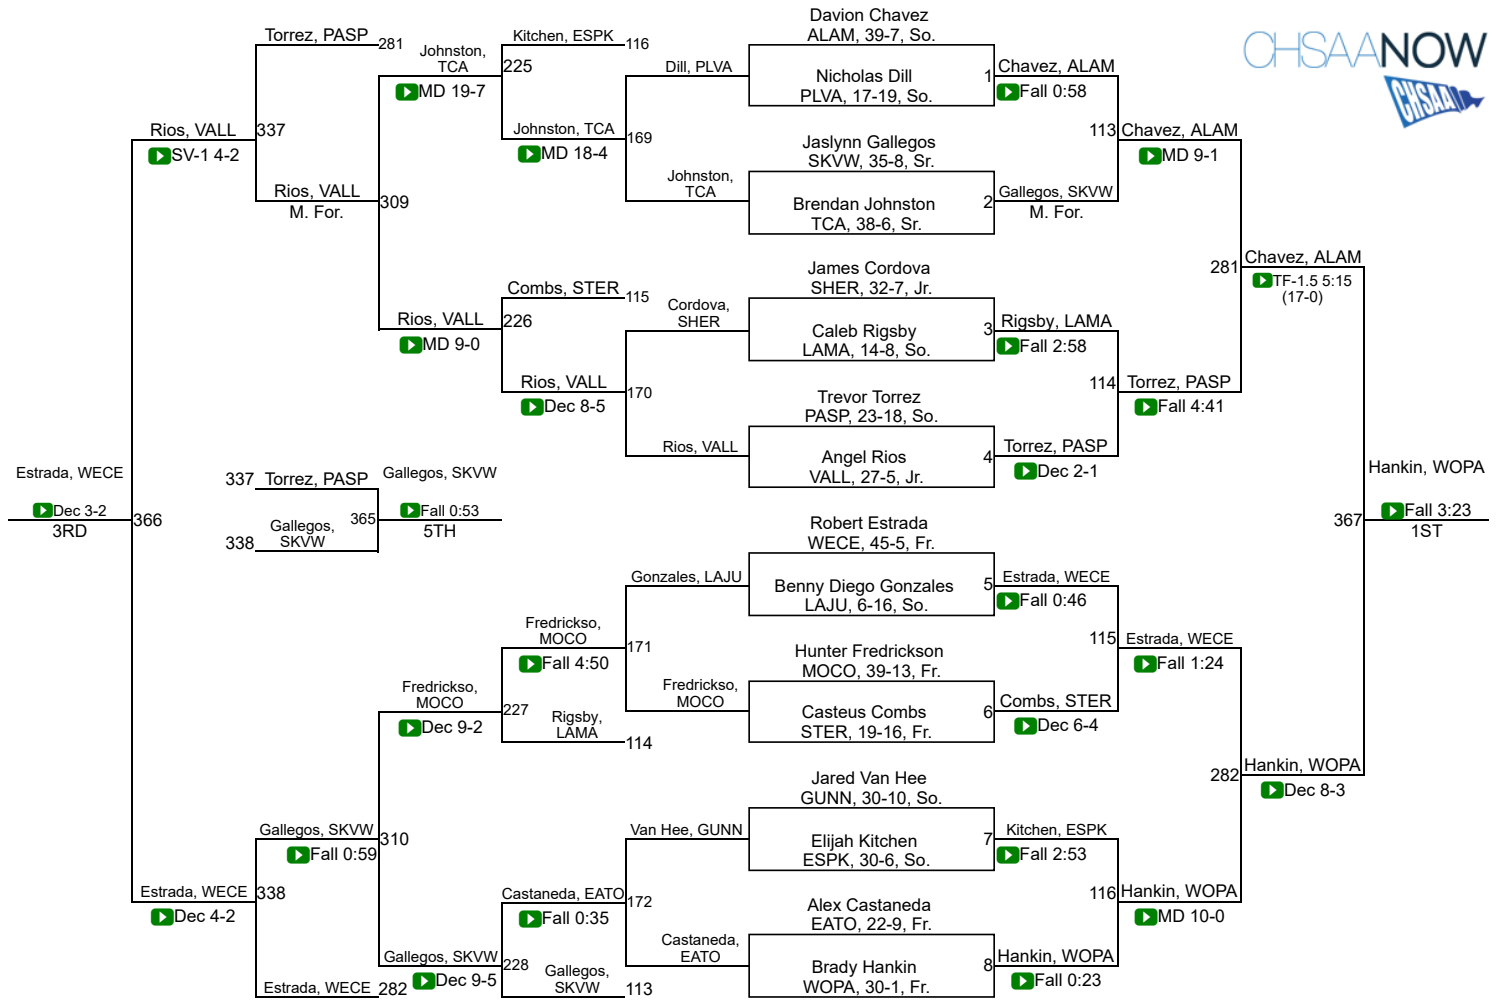 Davion Chavez
ALAM, 39-7, So.
CHSAANOW
CHSAA
Torrez, PASP 281
Johnston,
TCA
Kitchen, ESPK 116
225
Dill, PLVA
Nicholas Dill
PLVA, 17-19, So.
1
Chavez, ALAM
Fall 0:58
MD 19-7
Rios, VALL
337
SV-1 4-2
Johnston, TCA
169
MD 18-4
Jaslynn Gallegos
SKVW, 35-8, Sr.
113
Chavez, ALAM
MD 9-1
Rios, VALL
M. For.
309
Johnston,
TCA
Brendan Johnston
TCA, 38-6, Sr.
2
Gallegos, SKVW
M. For.
James Cordova
SHER, 32-7, Jr.
281
Chavez, ALAM
TF-1.5 5:15
(17-0)
Combs, STER 115
Rios, VALL
226
MD 9-0
Cordova,
SHER
Caleb Rigsby
LAMA, 14-8, So.
3
Rigsby, LAMA
Fall 2:58
Rios, VALL
170
Dec 8-5
Trevor Torrez
PASP, 23-18, So.
114
Torrez, PASP
Fall 4:41
Rios, VALL
Angel Rios
VALL, 27-5, Jr.
4
Torrez, PASP
Dec 2-1
Estrada, WECE
Dec 3-2
3RD
366
337
Torrez, PASP
Gallegos,
SKVW
338
365
Gallegos, SKVW
Fall 0:53
5TH
Hankin, WOPA
367
Fall 3:23
1ST
Robert Estrada
WECE, 45-5, Fr.
Gonzales, LAJU
Benny Diego Gonzales
LAJU, 6-16, So.
5
Estrada, WECE
Fall 0:46
Fredrickso,
MOCO
171
Fall 4:50
Hunter Fredrickson
MOCO, 39-13, Fr.
115
Estrada, WECE
Fall 1:24
Fredrickso,
MOCO
227
Dec 9-2
Rigsby,
LAMA
114
Fredrickso,
MOCO
Casteus Combs
STER, 19-16, Fr.
6
Combs, STER
Dec 6-4
Jared Van Hee
GUNN, 30-10, So.
282
Hankin, WOPA
Dec 8-3
Gallegos, SKVW
310
Fall 0:59
Van Hee, GUNN
Elijah Kitchen
ESPK, 30-6, So.
7
Kitchen, ESPK
Fall 2:53
Estrada, WECE
338
Dec 4-2
Castaneda, EATO
172
Fall 0:35
Alex Castaneda
EATO, 22-9, Fr.
116
Hankin, WOPA
MD 10-0
Castaneda,
EATO
Brady Hankin
WOPA, 30-1, Fr.
8
Hankin, WOPA
Fall 0:23
Gallegos, SKVW
228
Dec 9-5
Gallegos,
SKVW
113
Estrada, WECE 282